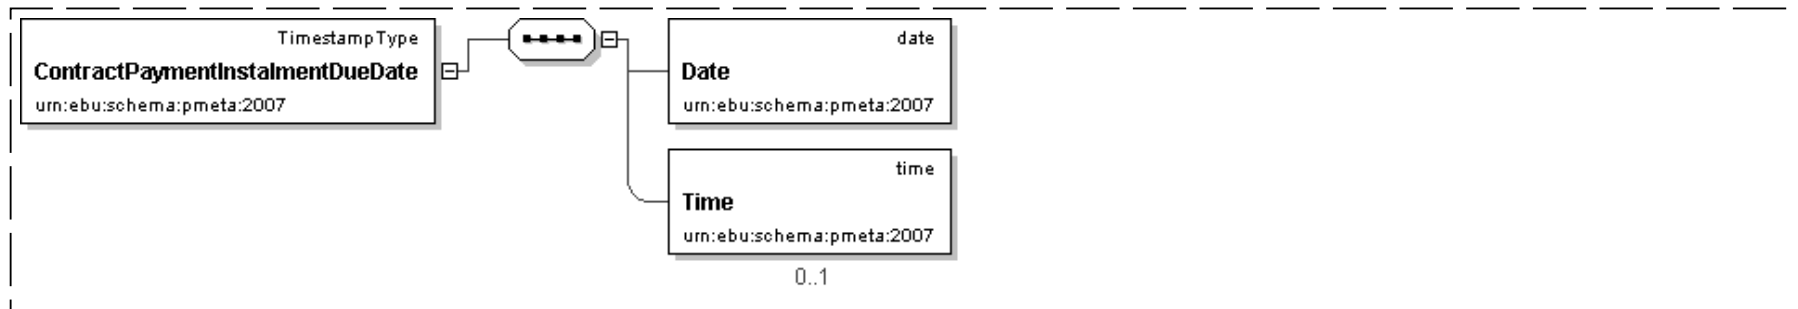 TimestampType
ContractPaymentInstalmentDueDate
urn:ebu:schema:pmeta:2007
date
Date
urn:ebu:schema:pmeta:2007
time
Time
urn:ebu:schema:pmeta:2007
0..1